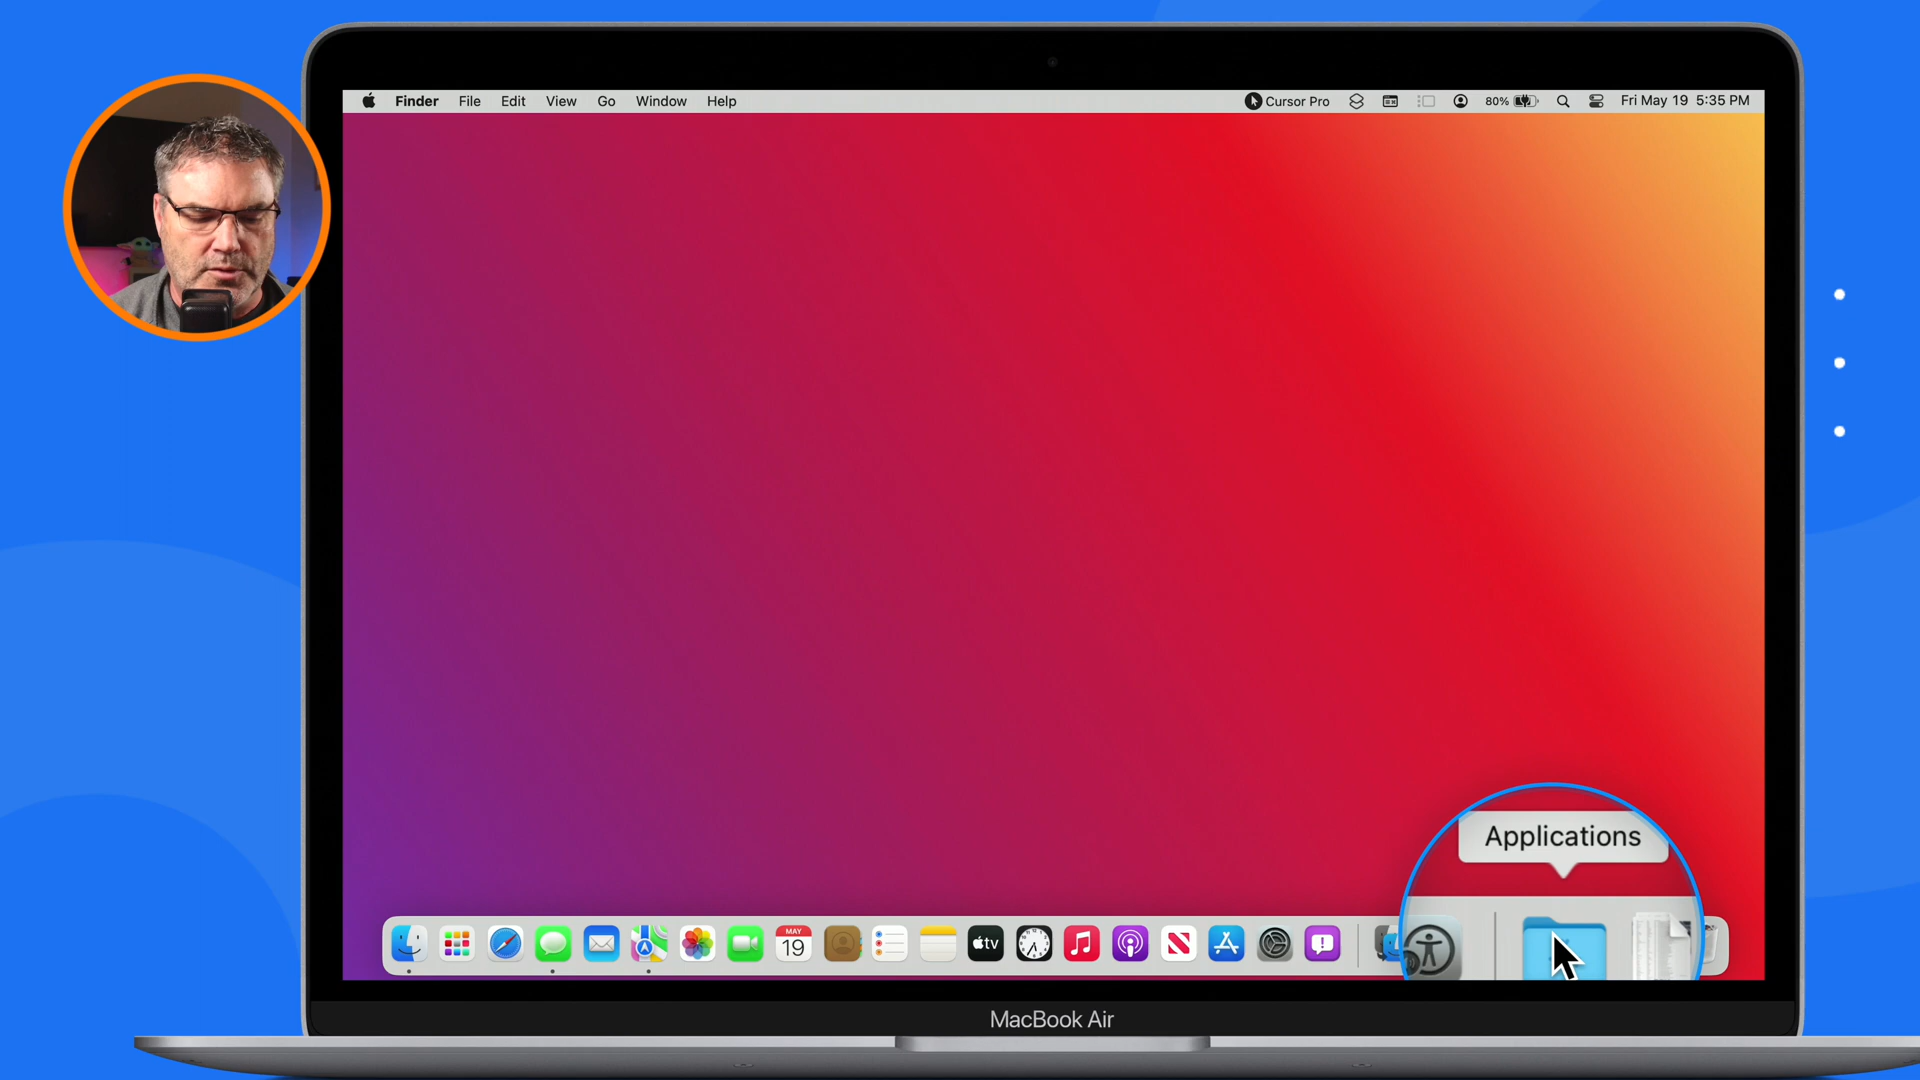 Finder File Edit View Go Window Help Cursor Pro 80% Fri May 19 5:35 PM
Applications
MAY
19
tv
MacBook Air